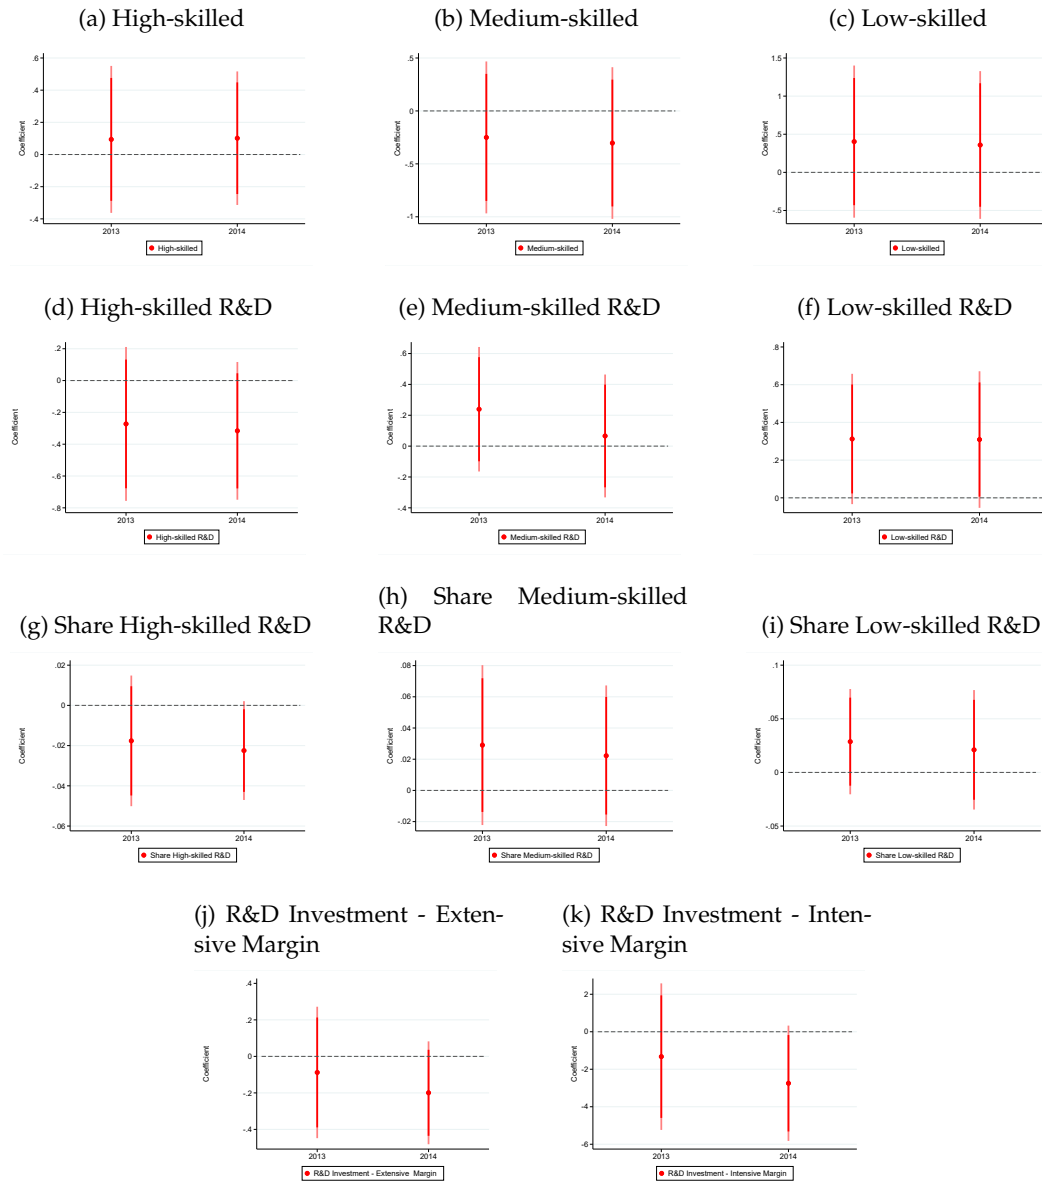 (a) High-skilled
(b) Medium-skilled
(c) Low-skilled
.6
.4
.2
0
-.2
-.4
Coefficient
2013
2014
High-skilled
.5
0
-.5
-1
Coefficient
2013
2014
Medium-skilled
1.5
1
.5
0
-.5
Coefficient
2013
2014
Low-skilled
(d) High-skilled R&D
(e) Medium-skilled R&D
(f) Low-skilled R&D
.2
0
-.2
-.4
-.6
-.8
Coefficient
2013
2014
High-skilled R&D
.6
.4
.2
0
-.2
-.4
Coefficient
2013
2014
Medium-skilled R&D
.8
.6
.4
.2
0
Coefficient
2013
2014
Low-skilled R&D
(g) Share High-skilled R&D
(h) Share Medium-skilled
R&D
(i) Share Low-skilled R&D
.02
0
-.02
-.04
-.06
Coefficient
2013
2014
Share High-skilled R&D
.08
.06
.04
.02
0
-.02
Coefficient
2013
2014
Share Medium-skilled R&D
.1
.05
0
-.05
Coefficient
2013
2014
Share Low-skilled R&D
(j) R&D Investment - Exten-
sive Margin
(k) R&D Investment - Inten-
sive Margin
.4
.2
0
-.2
-.4
Coefficient
2013
2014
R&D Investment - Extensive Margin
2
0
-2
-4
-6
Coefficient
2013
2014
R&D Investment - Intensive Margin